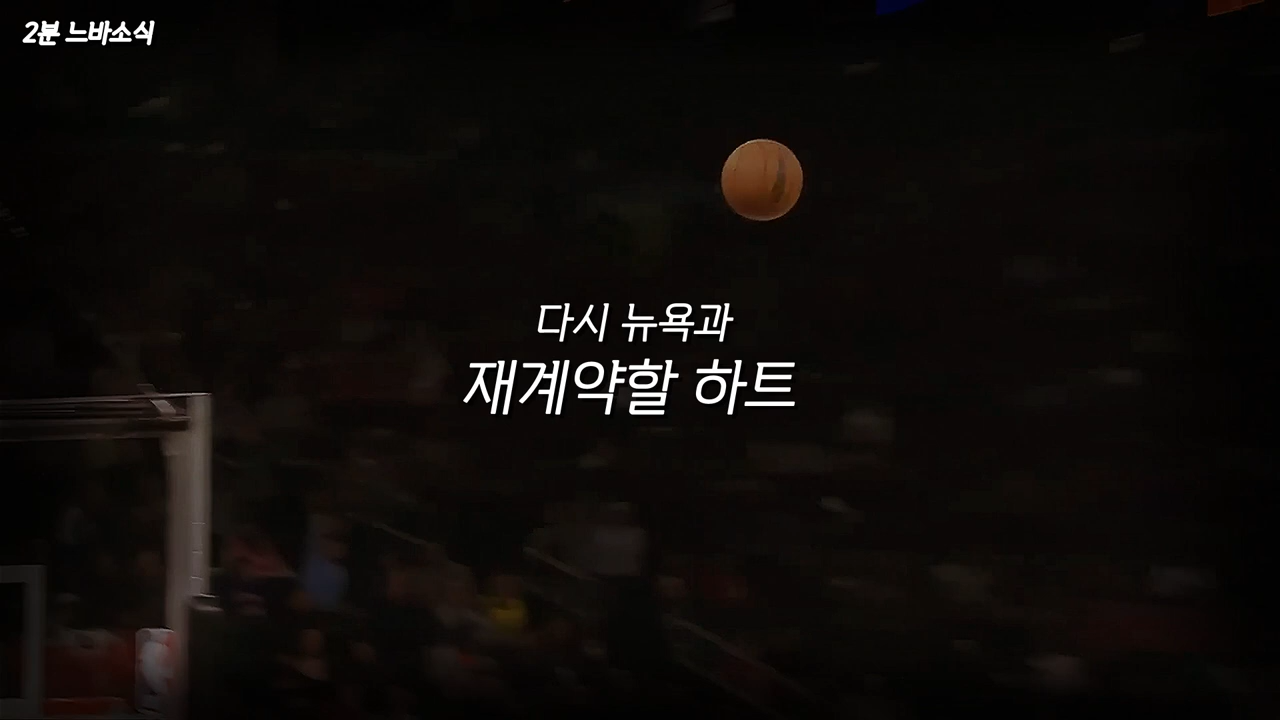 2분 느바소식
다시 뉴욕과
재계약할 하트